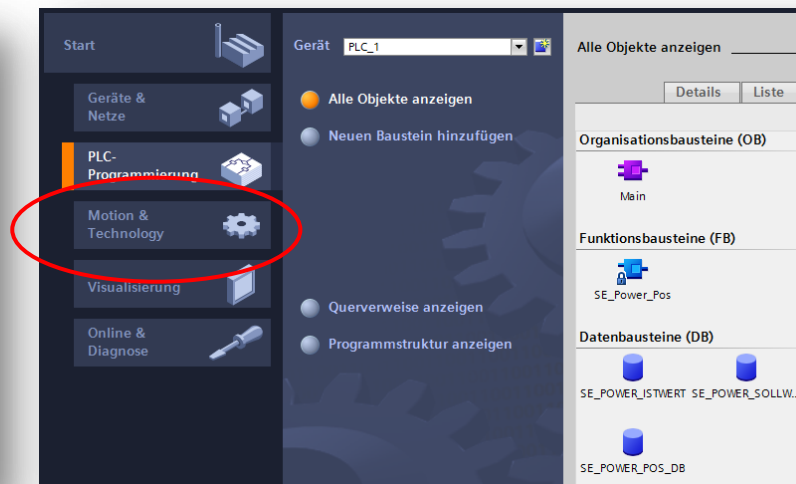 Start
Geräte &
Netze
PLC-
Programmierung
Motion &
Technology
Visualisierung
Online &
Diagnose
Gerät PLC_1
Alle Objekte anzeigen
Neuen Baustein hinzufügen
Querverweise anzeigen
Programmstruktur anzeigen
Alle Objekte anzeigen
Details Liste
Organisationsbausteine (OB)
Main
Funktionsbausteine (FB)
SE_Power_Pos
Datenbausteine (DB)
SE_POWER_ISTWERT SE_POWER_SOLLW...
SE_POWER_POS_DB